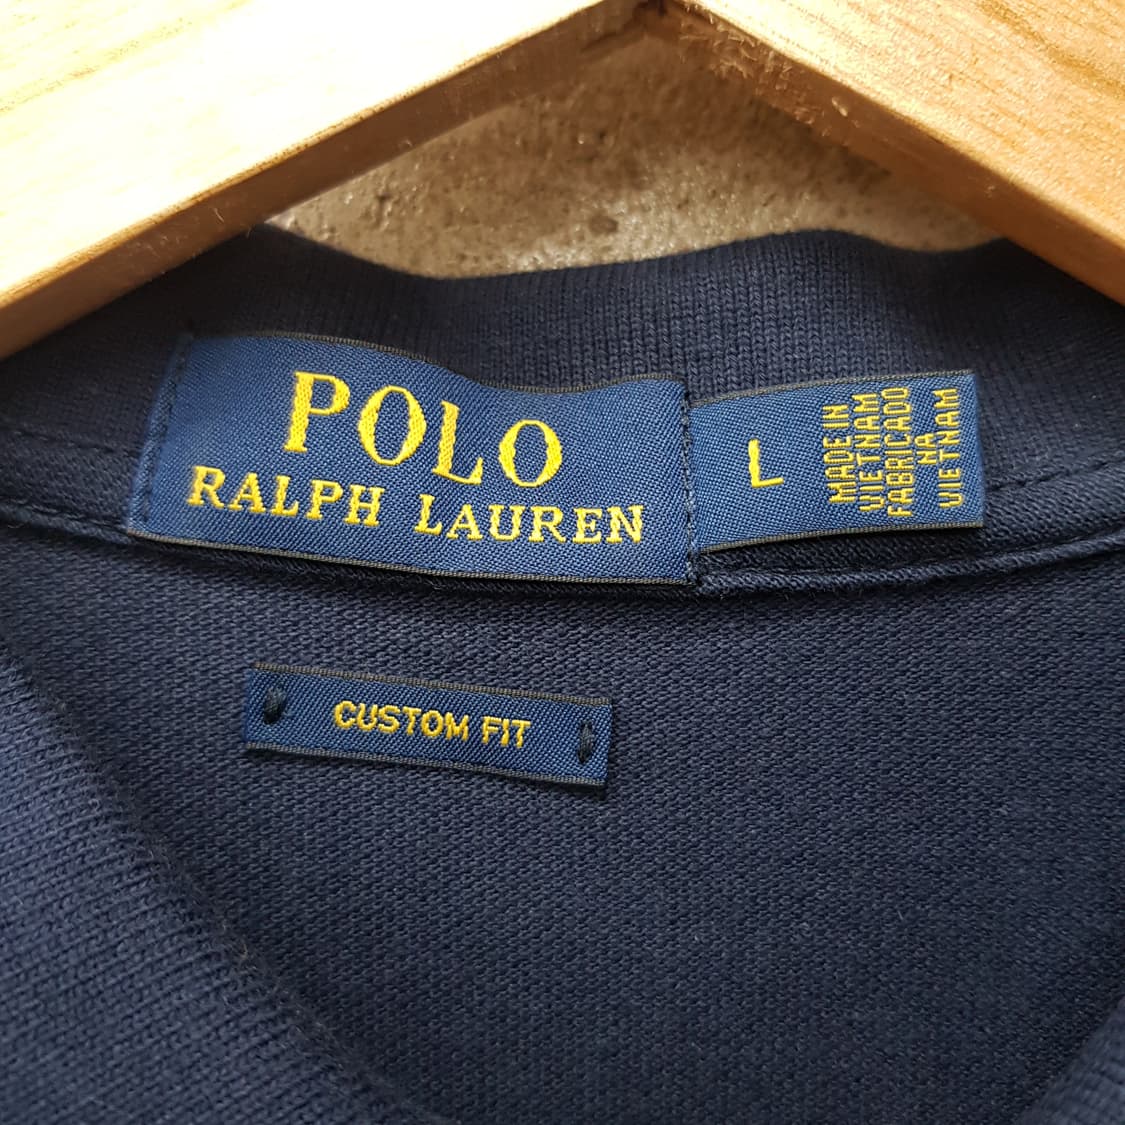 POLO
RALPH LAUREN
L
MADE IN
VIETNAM
FABRICADO
NA
VIETNAM
CUSTOM FIT